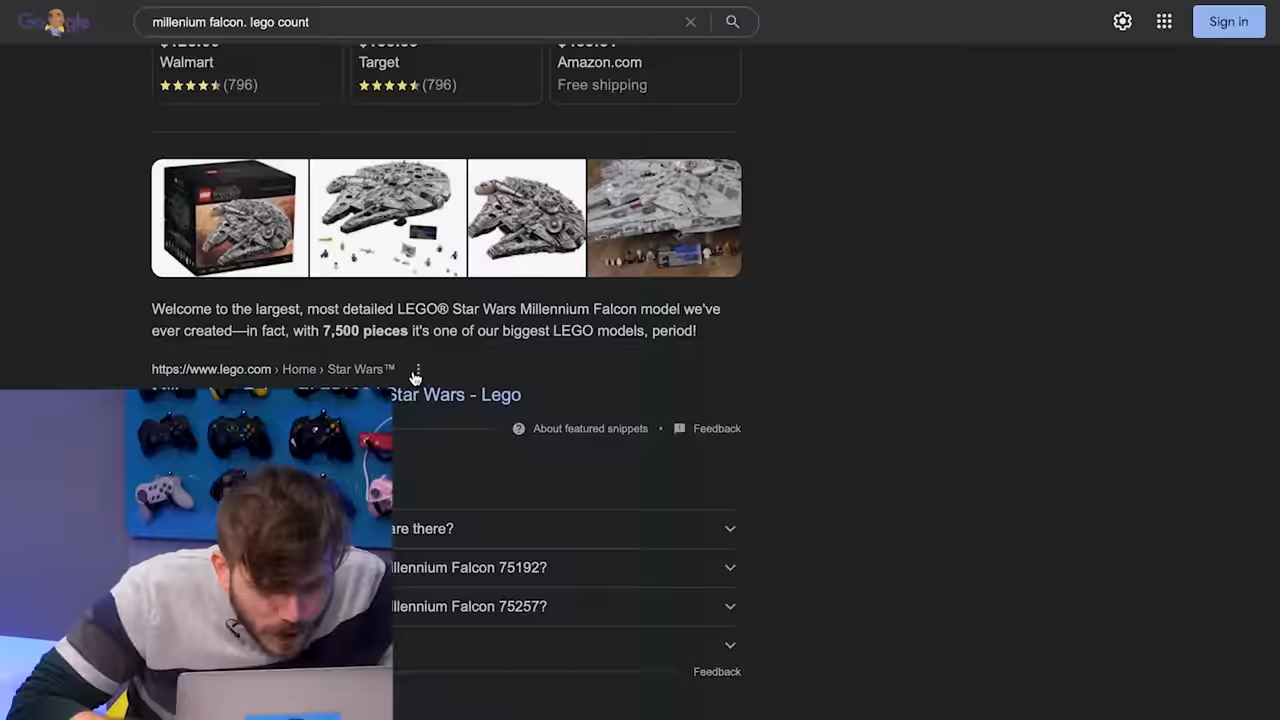 Google
millenium falcon. lego count
Sign in
Walmart
Target
Amazon.com
(796)
(796)
Free shipping
Welcome to the largest, most detailed LEGO® Star Wars Millennium Falcon model we've
ever created—in fact, with 7,500 pieces it's one of our biggest LEGO models, period!
https://www.lego.com › Home › Star Wars™
Star Wars - Lego
About featured snippets • Feedback
are there?
llennium Falcon 75192?
llennium Falcon 75257?
Feedback